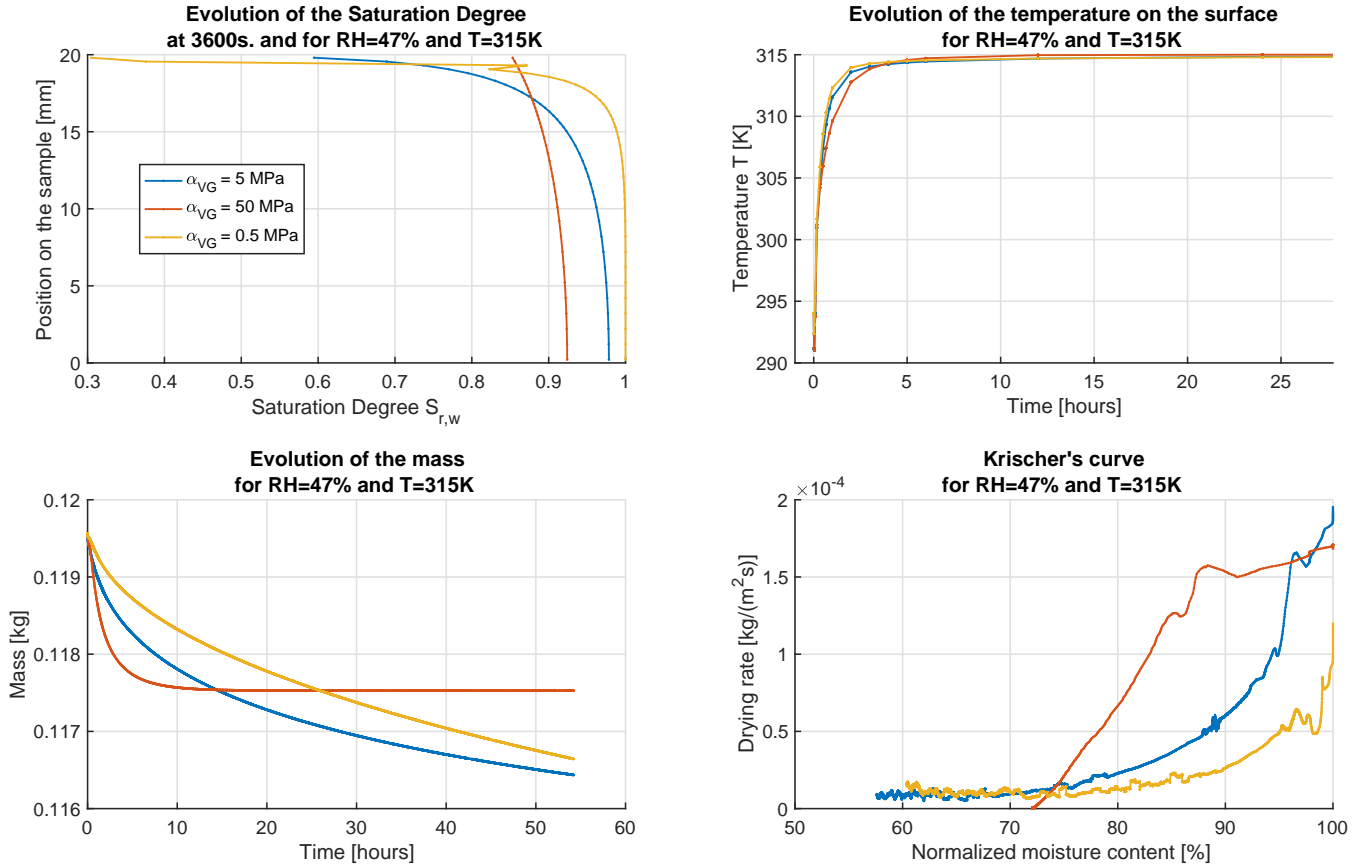 Evolution of the Saturation Degree
at 3600s. and for RH=47% and T=315K
20
15
10
5
0
0.3 0.4 0.5 0.6 0.7 0.8 0.9 1
Position on the sample [mm]
Saturation Degree S_{r,w}
α_{VG} = 5 MPa
α_{VG} = 50 MPa
α_{VG} = 0.5 MPa
Evolution of the temperature on the surface
for RH=47% and T=315K
315
310
305
300
295
290
0 5 10 15 20 25
Temperature T [K]
Time [hours]
Evolution of the mass
for RH=47% and T=315K
0.12
0.119
0.118
0.117
0.116
0 10 20 30 40 50 60
Mass [kg]
Time [hours]
Krischer's curve
for RH=47% and T=315K
×10^{-4}
2
1.5
1
0.5
0
50 60 70 80 90 100
Drying rate [kg/(m^2s)]
Normalized moisture content [%]